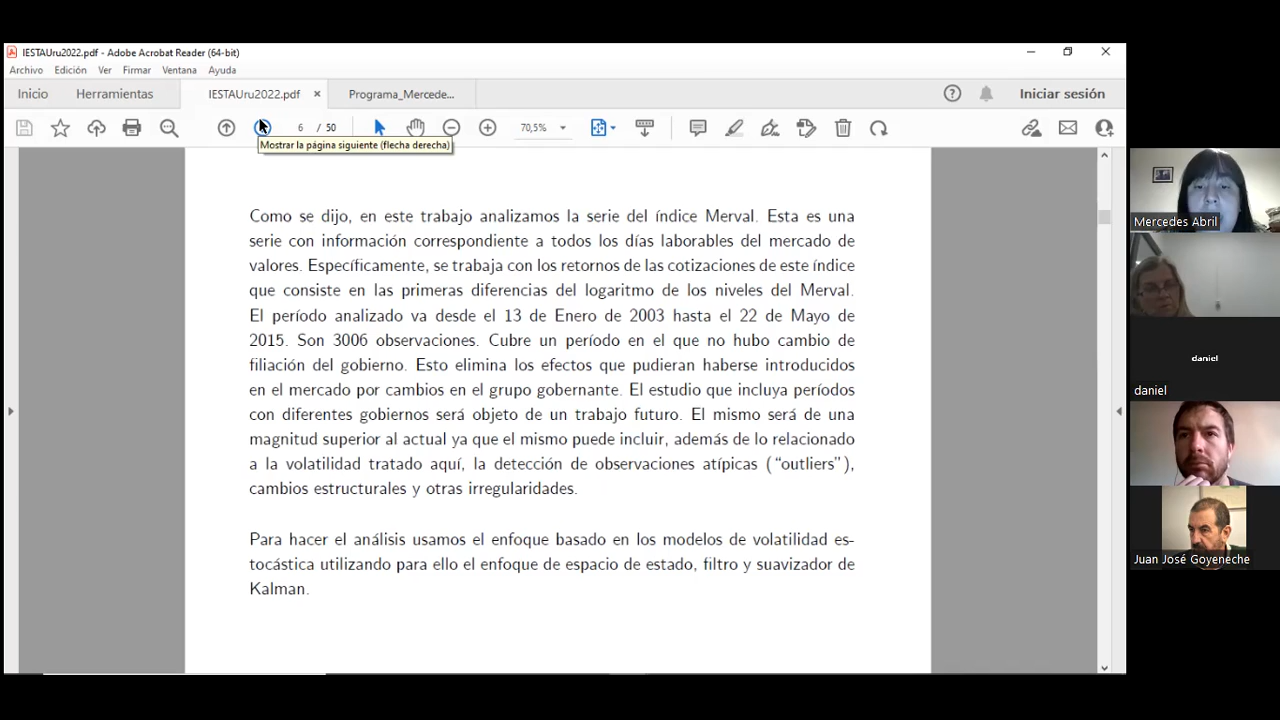 IESTAUru2022.pdf - Adobe Acrobat Reader (64-bit)
Archivo Edición Ver Firmar Ventana Ayuda
Inicio Herramientas IESTAUru2022.pdf × Programa_Mercede... Iniciar sesión
6 / 50 70,5%
Mostrar la página siguiente (flecha derecha)
Como se dijo, en este trabajo analizamos la serie del índice Merval. Esta es una
serie con información correspondiente a todos los días laborables del mercado de
valores. Específicamente, se trabaja con los retornos de las cotizaciones de este índice
que consiste en las primeras diferencias del logaritmo de los niveles del Merval.
El período analizado va desde el 13 de Enero de 2003 hasta el 22 de Mayo de
2015. Son 3006 observaciones. Cubre un período en el que no hubo cambio de
filiación del gobierno. Esto elimina los efectos que pudieran haberse introducidos
en el mercado por cambios en el grupo gobernante. El estudio que incluya períodos
con diferentes gobiernos será objeto de un trabajo futuro. El mismo será de una
magnitud superior al actual ya que el mismo puede incluir, además de lo relacionado
a la volatilidad tratado aquí, la detección de observaciones atípicas (“outliers”),
cambios estructurales y otras irregularidades.
Para hacer el análisis usamos el enfoque basado en los modelos de volatilidad es-
tocástica utilizando para ello el enfoque de espacio de estado, filtro y suavizador de
Kalman.
Mercedes Abril
daniel
daniel
Juan José Goyeneche